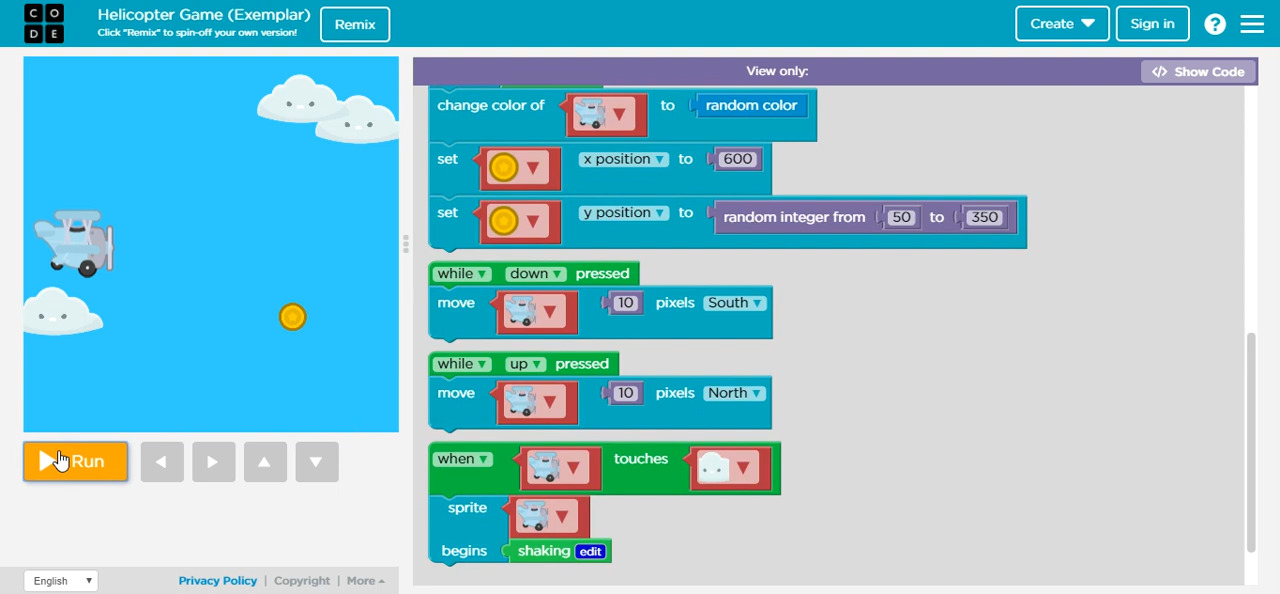 C O D E
Helicopter Game (Exemplar)
Click "Remix" to spin-off your own version!
Remix
Create
Sign in
?
View only:
</> Show Code
change color of to random color
set x position to 600
set y position to random integer from 50 to 350
while down pressed
move 10 pixels South
while up pressed
move 10 pixels North
when touches
sprite
begins shaking edit
Run
English
Privacy Policy | Copyright | More